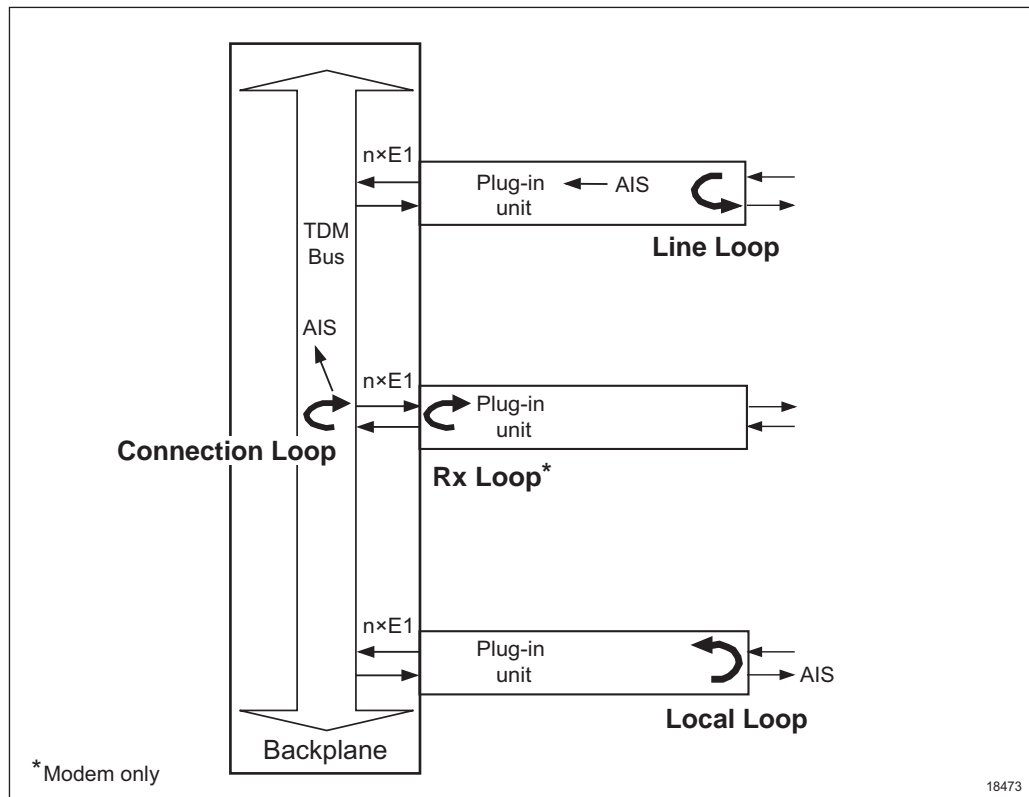 n×E1
Plug-in
unit
AIS
Line Loop
TDM
Bus
AIS
n×E1
Plug-in
unit
Connection Loop
Rx Loop*
n×E1
Plug-in
unit
AIS
Local Loop
Backplane
*Modem only
18473